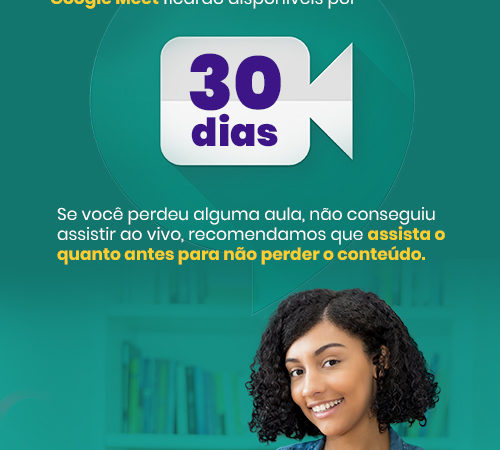 Google Meet ficarão disponíveis por
30
dias
Se você perdeu alguma aula, não conseguiu
assistir ao vivo, recomendamos que assista o
quanto antes para não perder o conteúdo.